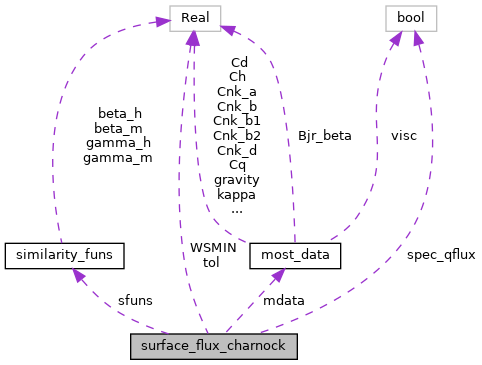 Real
bool
beta_h
beta_m
gamma_h
gamma_m
Cd
Ch
Cnk_a
Cnk_b
Cnk_b1
Cnk_b2
Cnk_d
Cq
gravity
kappa
...
Bjr_beta
visc
similarity_funs
WSMIN
tol
most_data
spec_qflux
sfuns
mdata
surface_flux_charnock